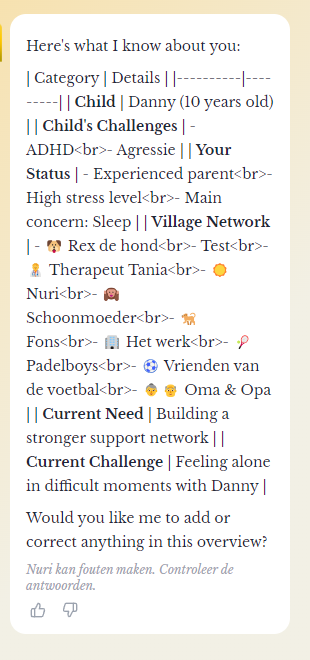 Here's what I know about you:
| Category | Details | |----------|----
-----| | Child | Danny (10 years old)
| | Child's Challenges | -
ADHD<br>- Agressie | | Your
Status | - Experienced parent<br>-
High stress level<br>- Main
concern: Sleep | | Village Network
| - 🐶 Rex de hond<br>- Test<br>-
🤱 Therapeut Tania<br>- 🌞
Nuri<br>- 🙈
Schoonmoeder<br>- 🐈
Fons<br>- 🏢 Het werk<br>- 🎾
Padelboys<br>- ⚽ Vrienden van
de voetbal<br>- 👵👴 Oma & Opa
| | Current Need | Building a
stronger support network | |
Current Challenge | Feeling alone
in difficult moments with Danny |
Would you like me to add or
correct anything in this overview?
Nuri kan fouten maken. Controleer de
antwoorden.